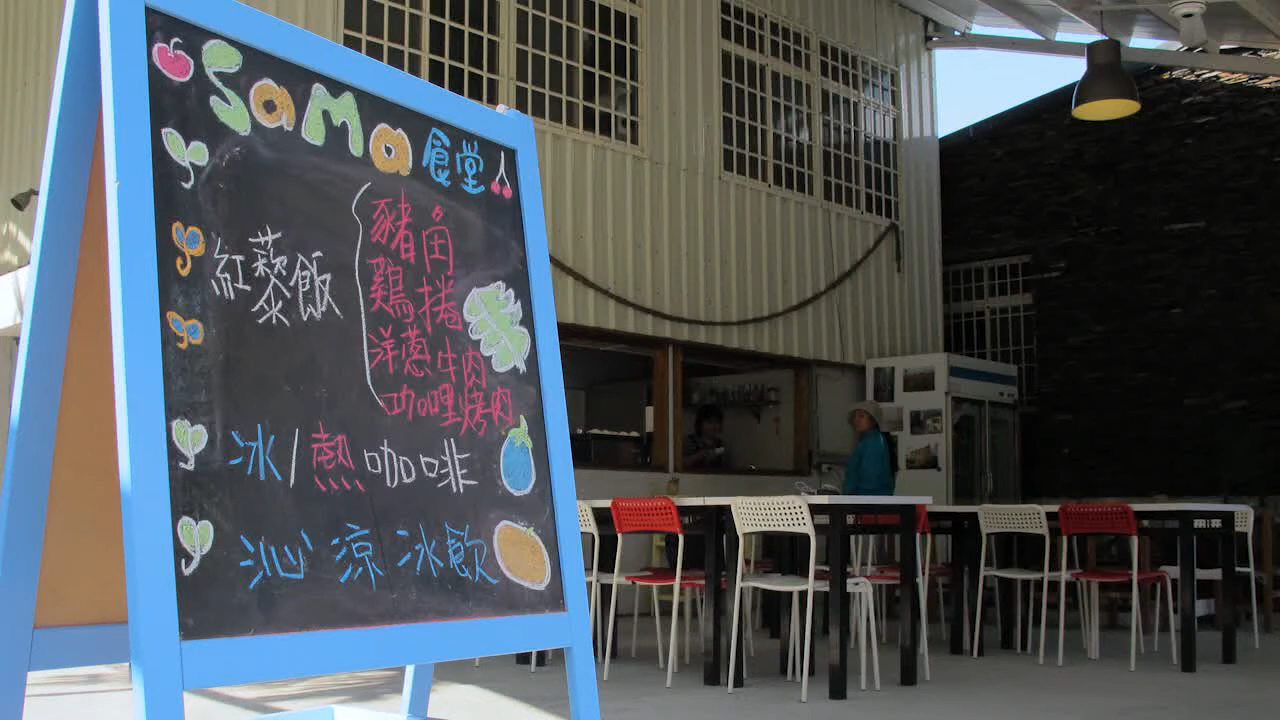 SaMa食堂
紅藜飯
豬肉
雞捲
洋蔥牛肉
咖哩烤肉
冰/熱咖啡
沁涼冰飲